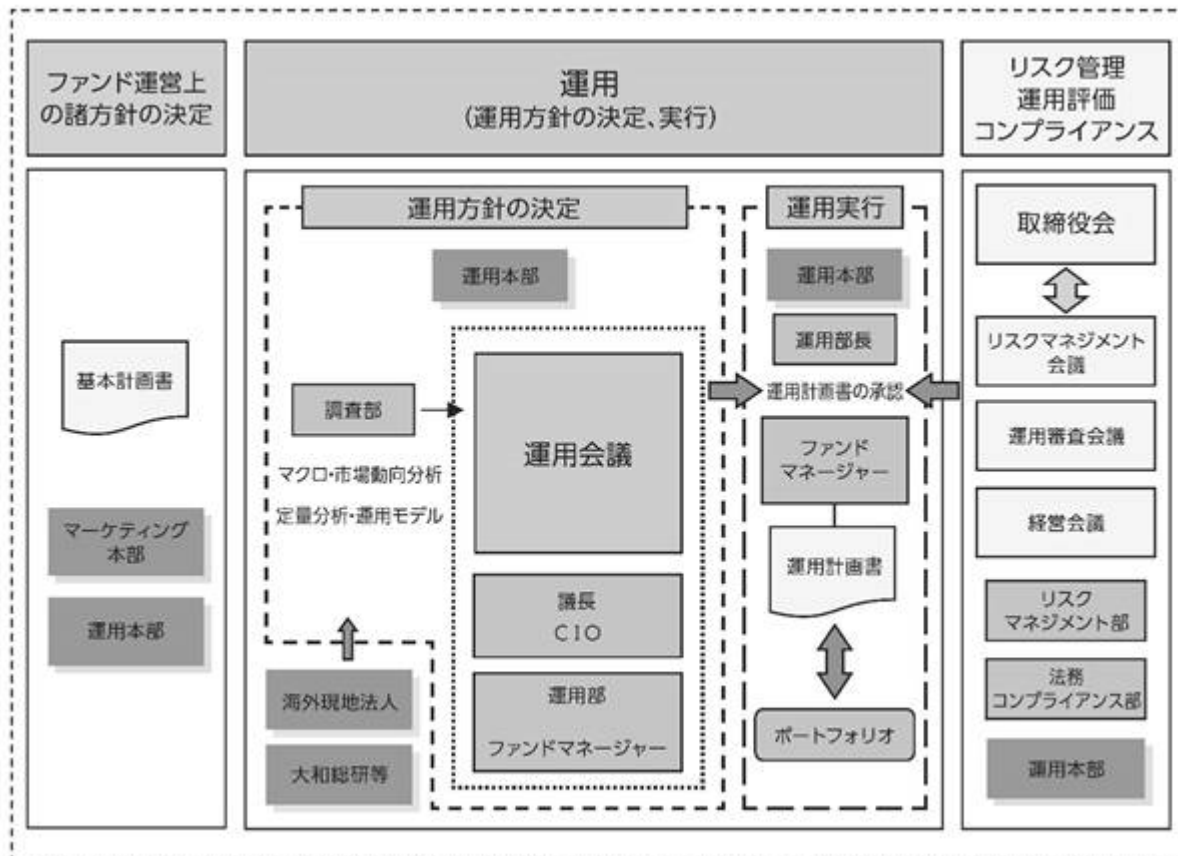 ファンド運営上
の諸方針の決定
運用
(運用方針の決定、実行)
リスク管理
運用評価
コンプライアンス
基本計画書
マーケティング
本部
運用本部
運用方針の決定
運用本部
調査部
マクロ・市場動向分析
定量分析・運用モデル
運用会議
議長
CIO
運用部
ファンドマネージャー
海外現地法人
大和総研等
運用実行
運用本部
運用部長
運用計画書の承認
ファンド
マネージャー
運用計画書
ポートフォリオ
取締役会
リスクマネジメント
会議
運用審査会議
経営会議
リスク
マネジメント部
法務
コンプライアンス部
運用本部